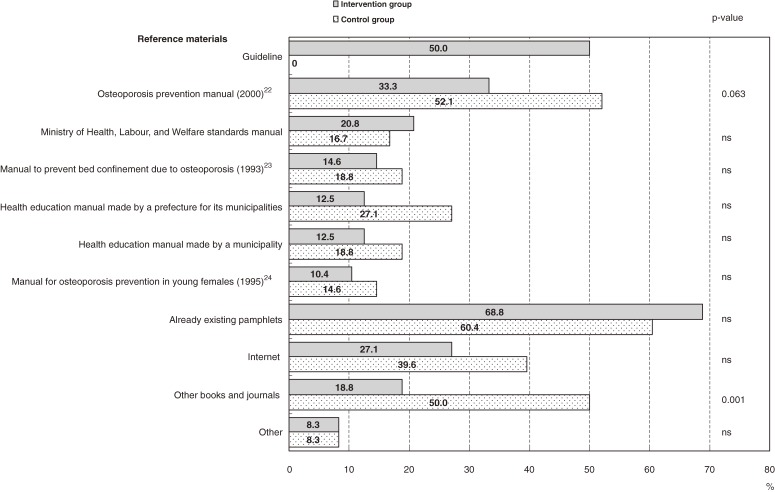 Intervention group
Control group
p-value
Reference materials
Guideline 50.0
0
Osteoporosis prevention manual (2000)22 33.3 0.063
52.1
Ministry of Health, Labour, and Welfare standards manual 20.8 ns
16.7
Manual to prevent bed confinement due to osteoporosis (1993)23 14.6 ns
18.8
Health education manual made by a prefecture for its municipalities 12.5 ns
27.1
Health education manual made by a municipality 12.5 ns
18.8
Manual for osteoporosis prevention in young females (1995)24 10.4 ns
14.6
Already existing pamphlets 68.8 ns
60.4
Internet 27.1 ns
39.6
Other books and journals 18.8 0.001
50.0
Other 8.3 ns
8.3
0 10 20 30 40 50 60 70 80
%